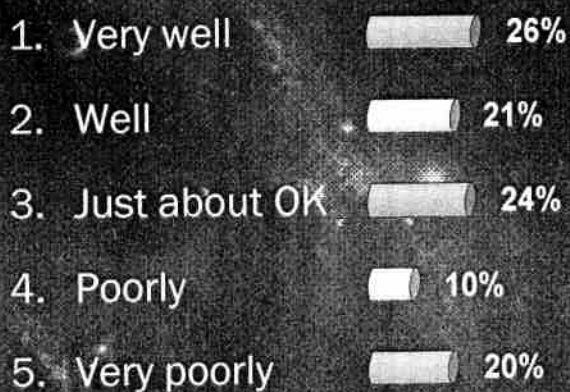 1. Very well 26%
2. Well 21%
3. Just about OK 24%
4. Poorly 10%
5. Very poorly 20%